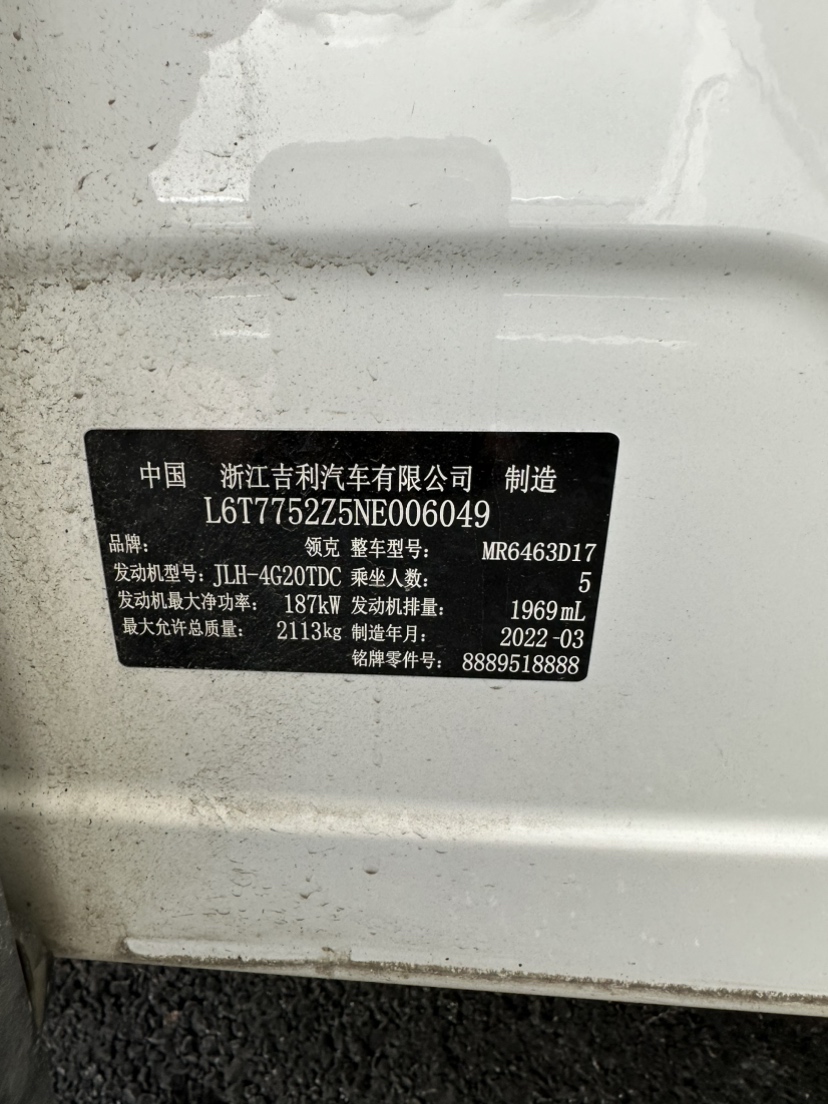 中国 浙江吉利汽车有限公司 制造
L6T7752Z5NE006049
品牌: 领克 整车型号: MR6463D17
发动机型号: JLH-4G20TDC 乘坐人数: 5
发动机最大净功率: 187kW 发动机排量: 1969mL
最大允许总质量: 2113kg 制造年月: 2022-03
铭牌零件号: 8889518888